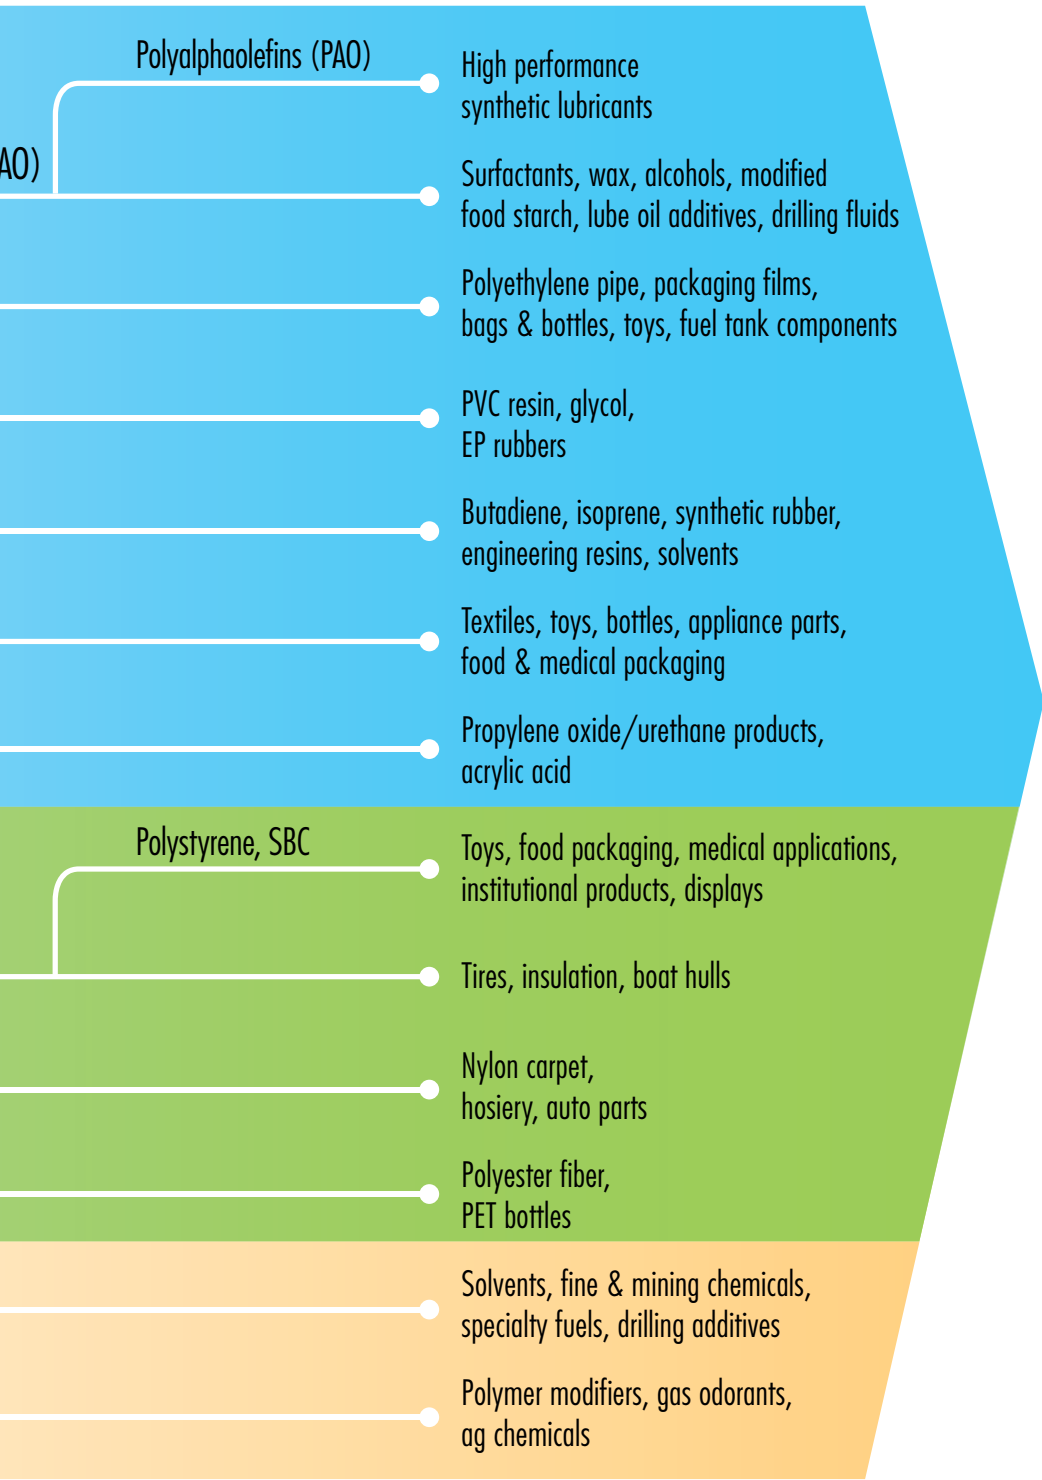 Polyalphaolefins (PAO)
High performance
synthetic lubricants
AO)
Surfactants, wax, alcohols, modified
food starch, lube oil additives, drilling fluids
Polyethylene pipe, packaging films,
bags & bottles, toys, fuel tank components
PVC resin, glycol,
EP rubbers
Butadiene, isoprene, synthetic rubber,
engineering resins, solvents
Textiles, toys, bottles, appliance parts,
food & medical packaging
Propylene oxide/urethane products,
acrylic acid
Polystyrene, SBC
Toys, food packaging, medical applications,
institutional products, displays
Tires, insulation, boat hulls
Nylon carpet,
hosiery, auto parts
Polyester fiber,
PET bottles
Solvents, fine & mining chemicals,
specialty fuels, drilling additives
Polymer modifiers, gas odorants,
ag chemicals